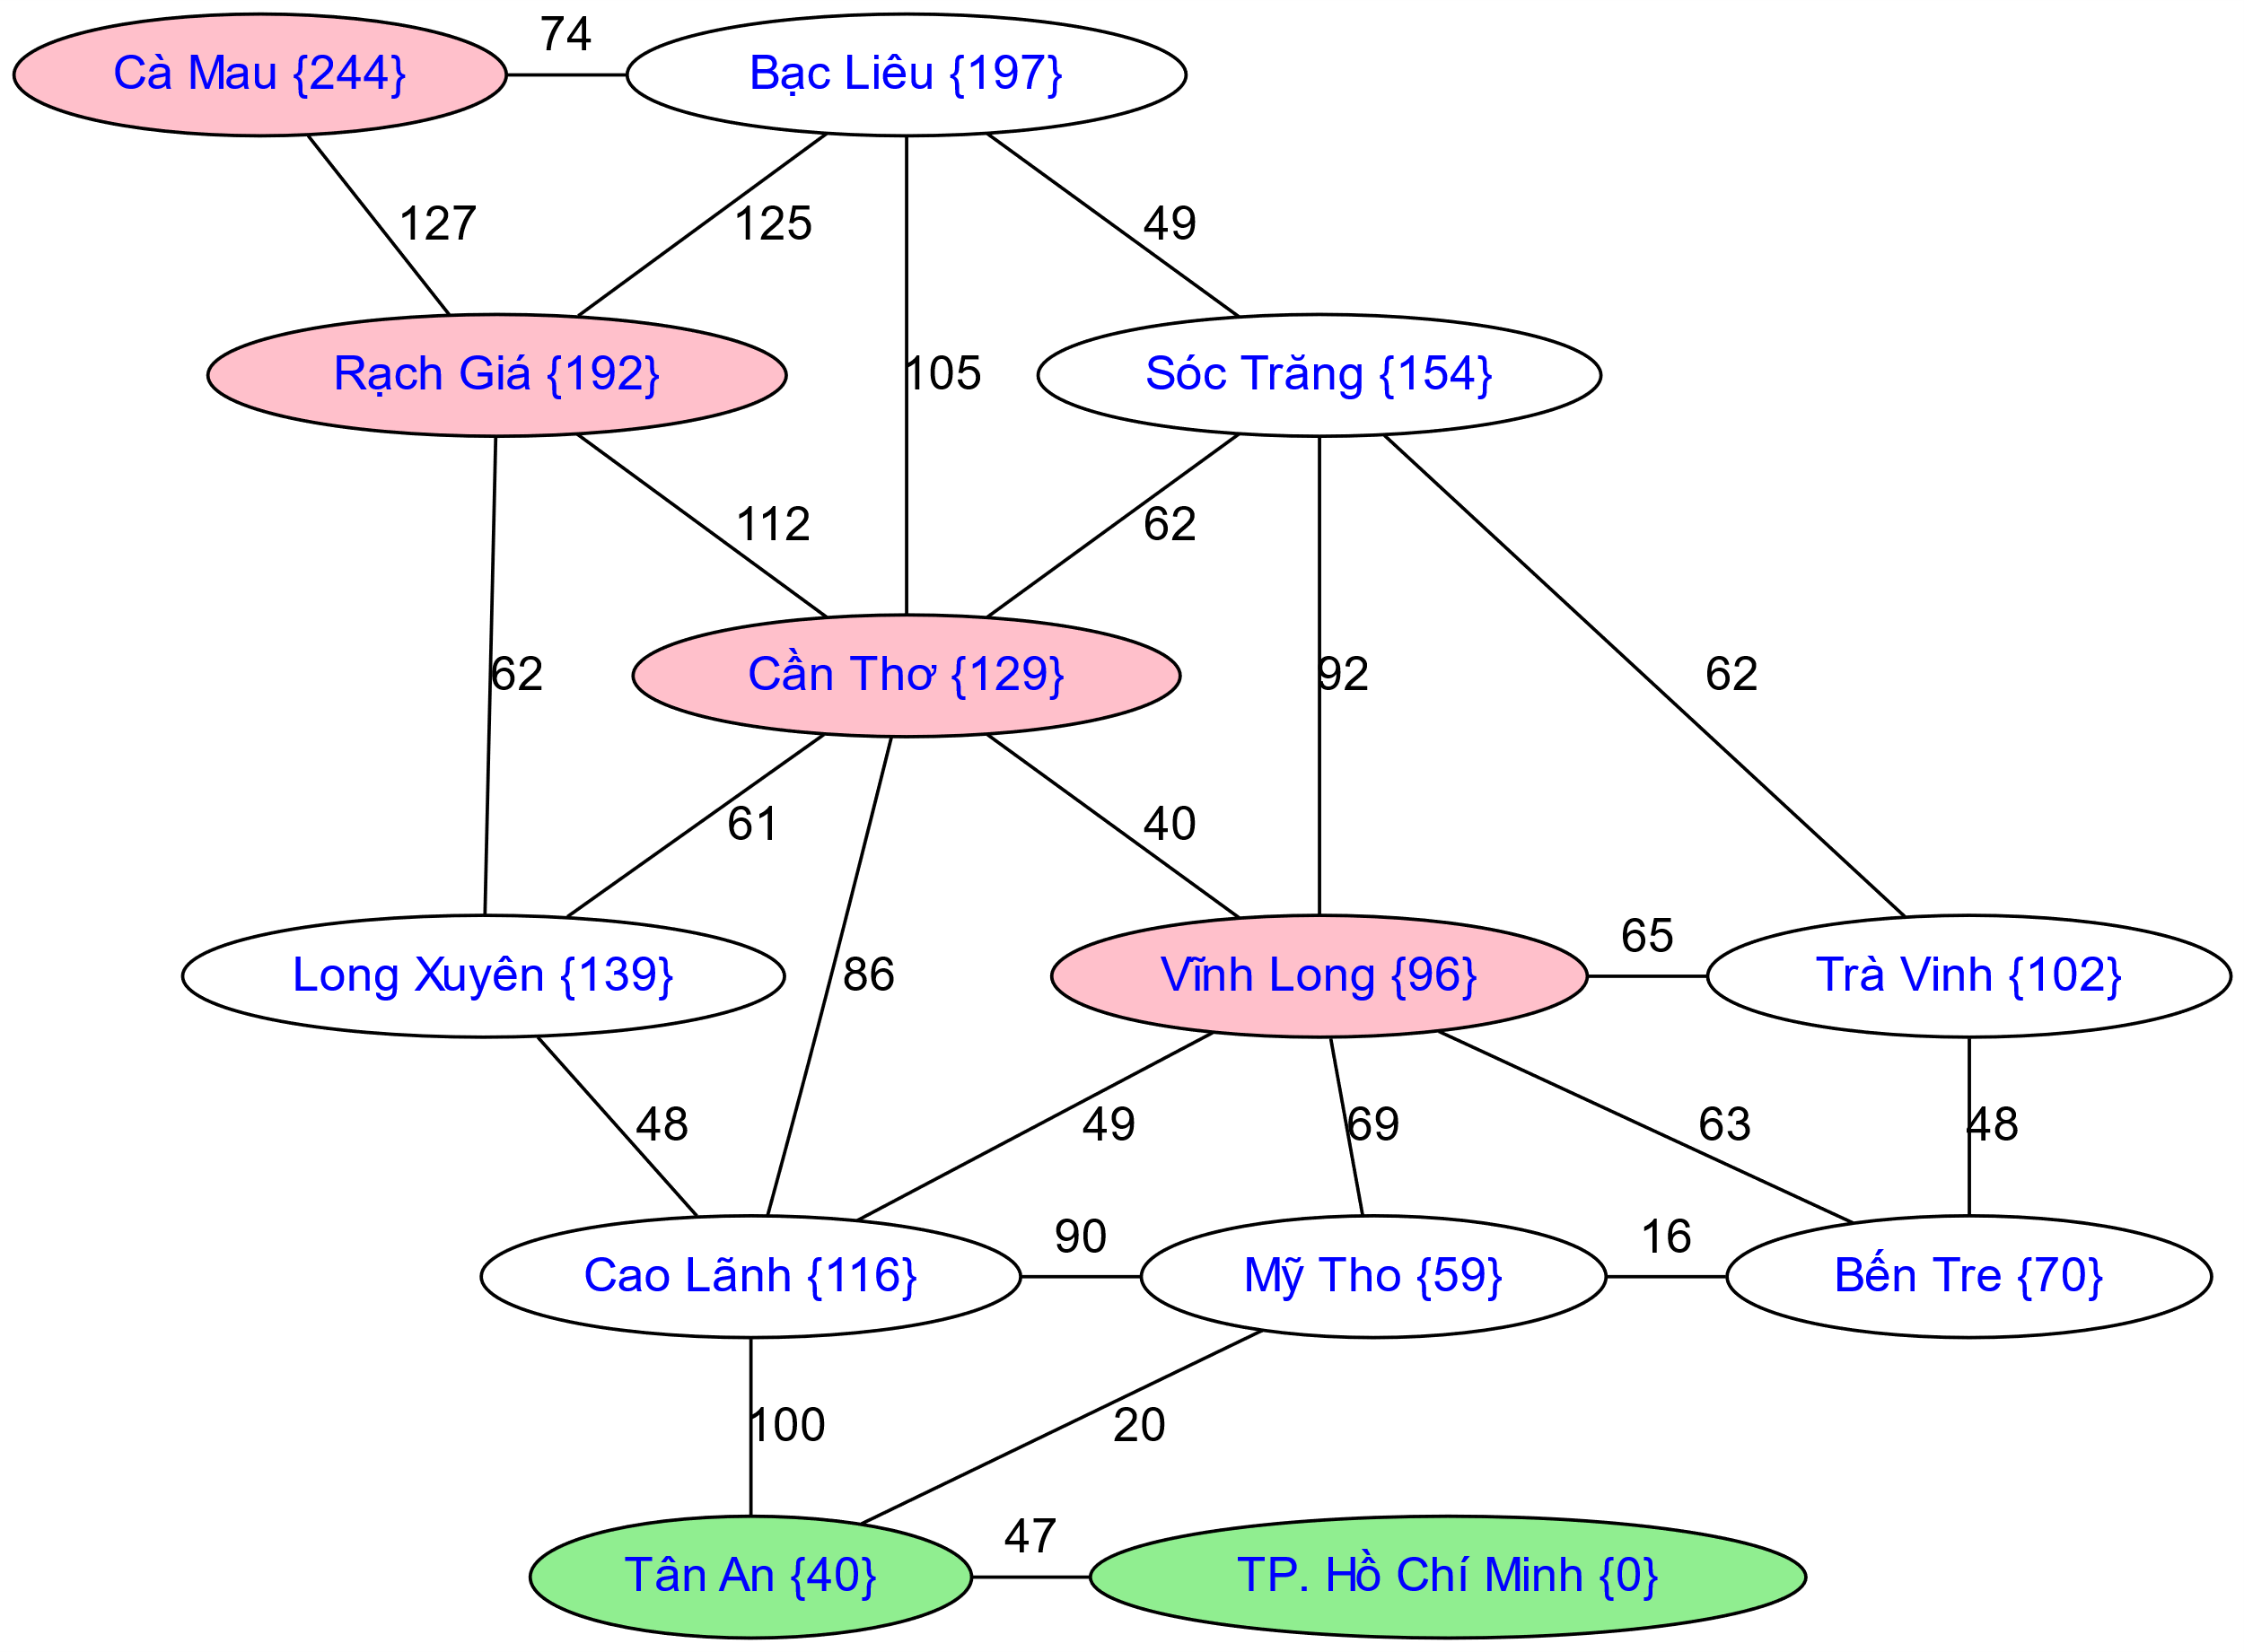 74
Cà Mau {244}
Bạc Liêu {197}
127
125
49
105
Rạch Giá {192}
Sóc Trăng {154}
112
62
62
Cần Thơ {129}
92
62
61
40
65
Long Xuyên {139}
86
Vĩnh Long {96}
Trà Vinh {102}
48
49
69
63
48
90
16
Cao Lãnh {116}
Mỹ Tho {59}
Bến Tre {70}
100
20
47
Tân An {40}
TP. Hồ Chí Minh {0}